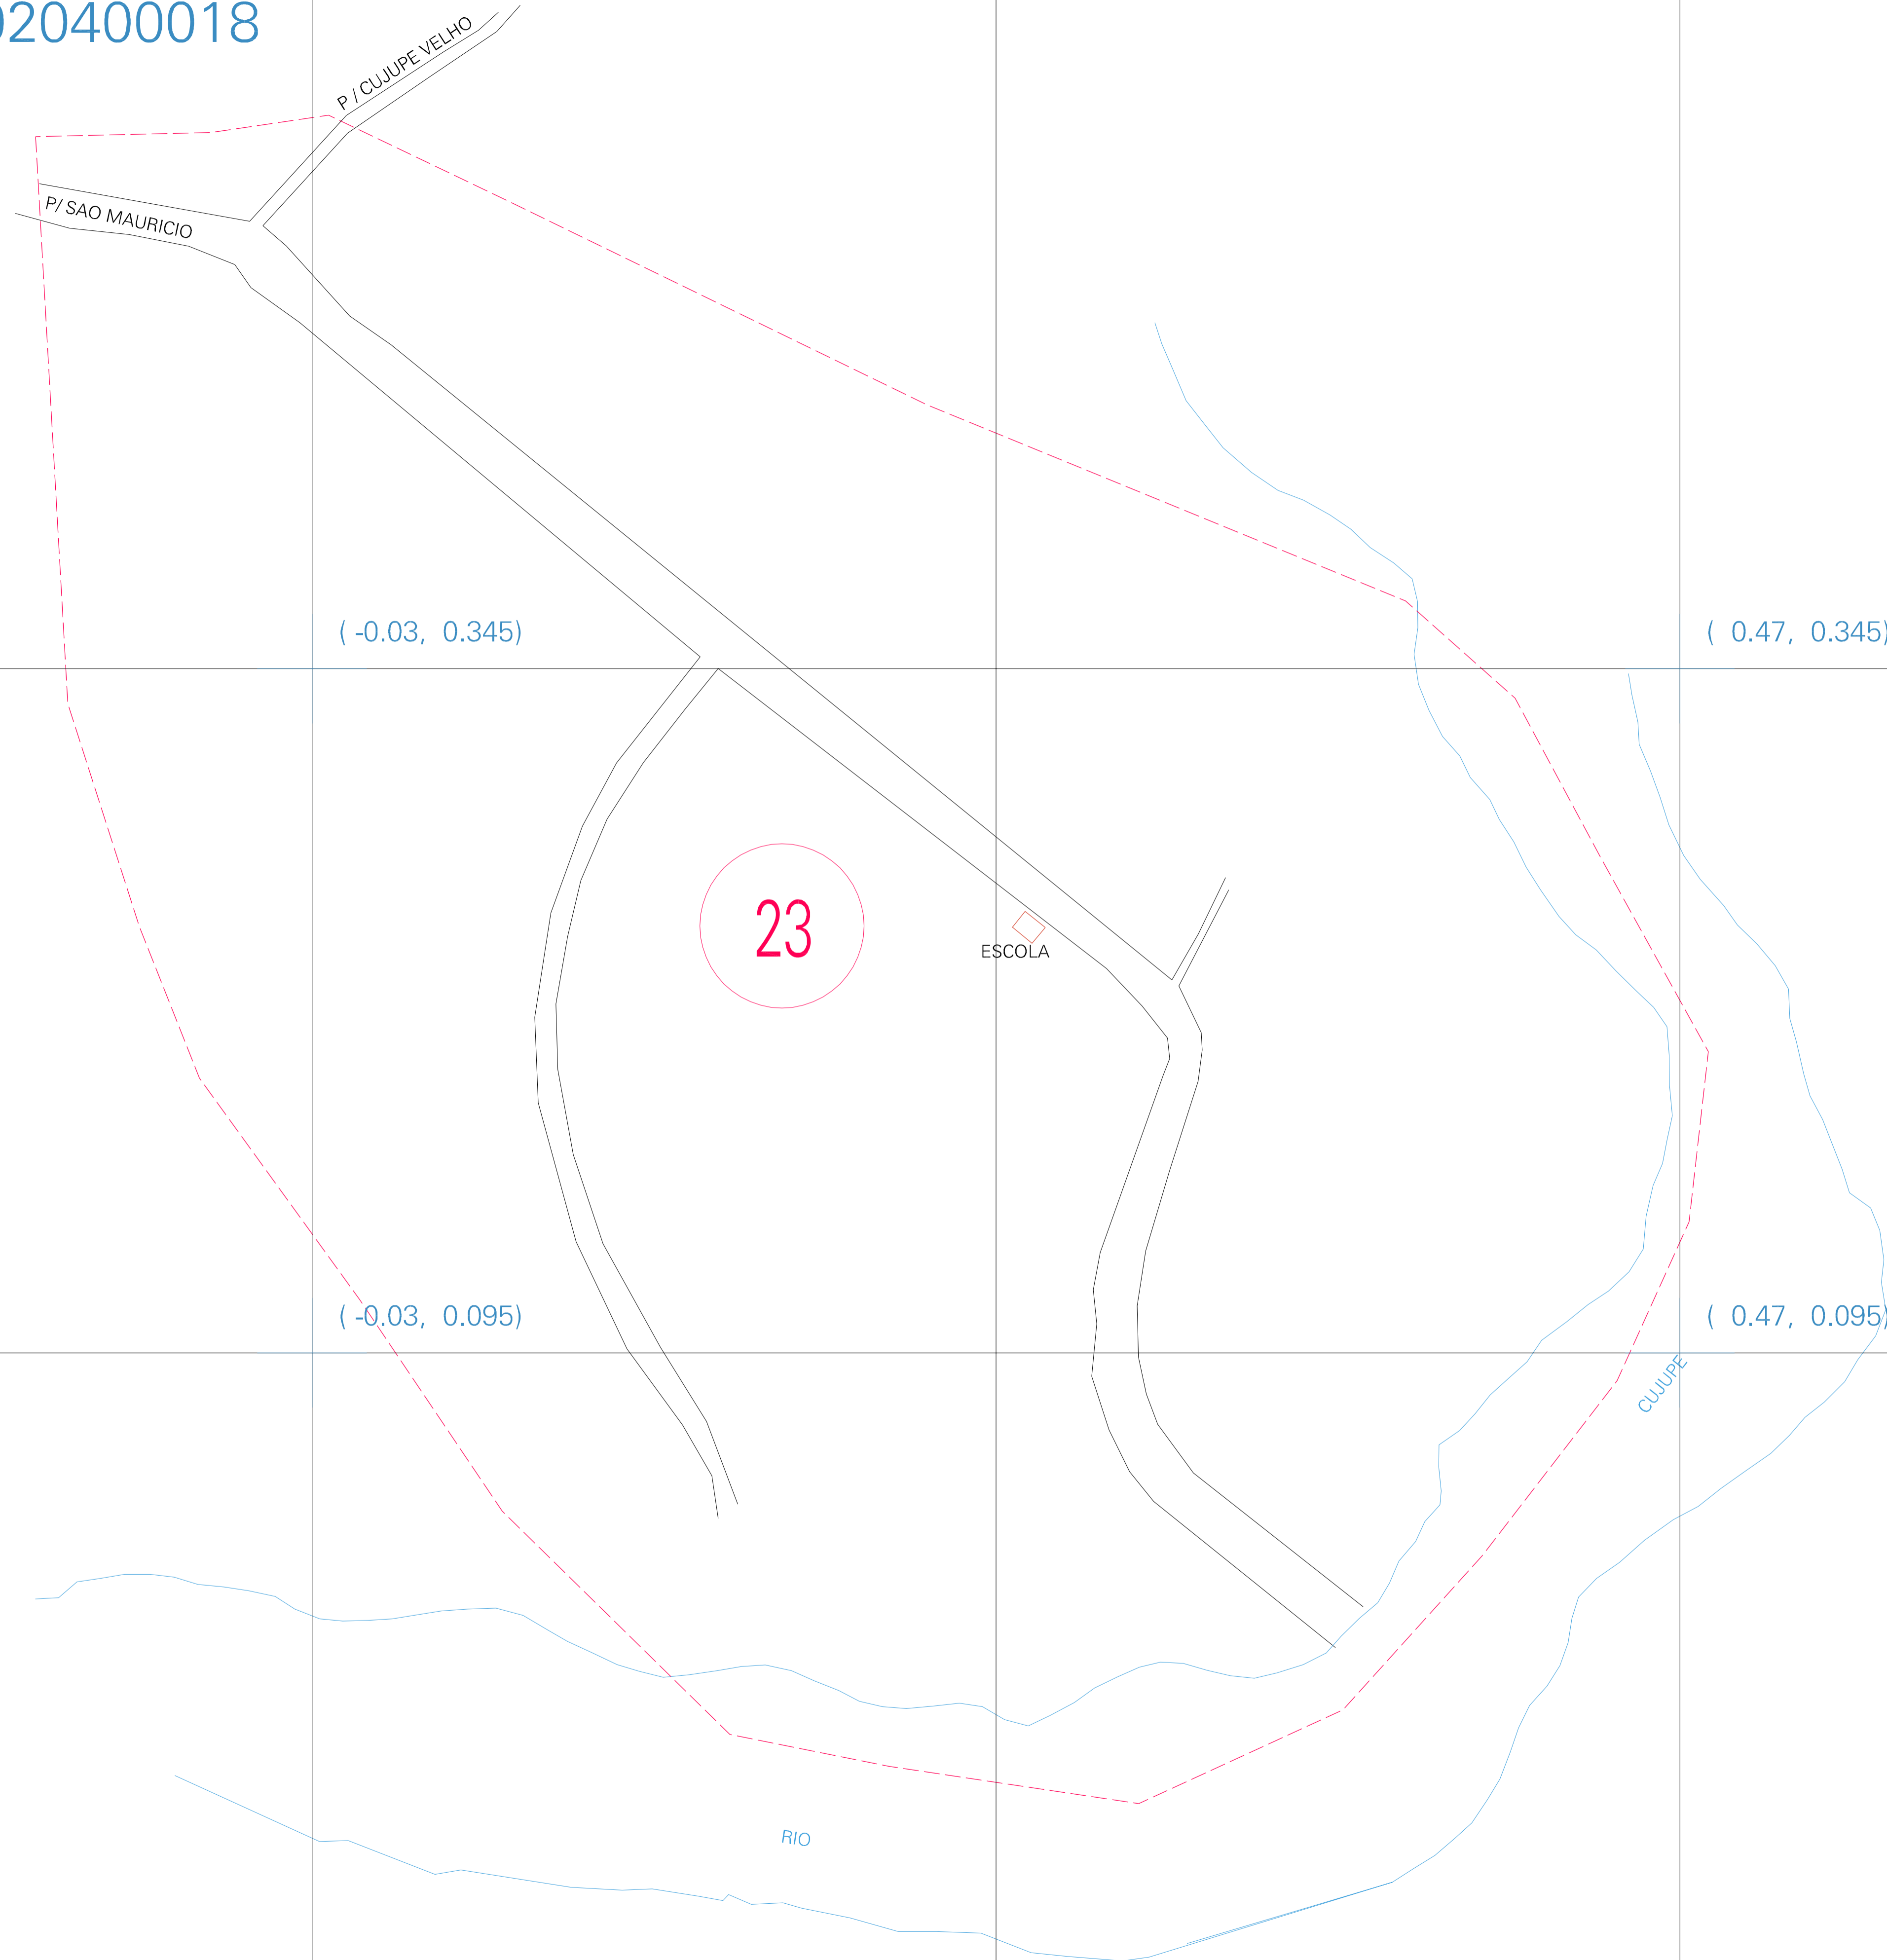 020400018
P / CUJUPE VELHO
P/ SAO MAURICIO
( -0.03, 0.345)
( 0.47, 0.345)
23
ESCOLA
( -0.03, 0.095)
( 0.47, 0.095)
CUJUPE
RIO